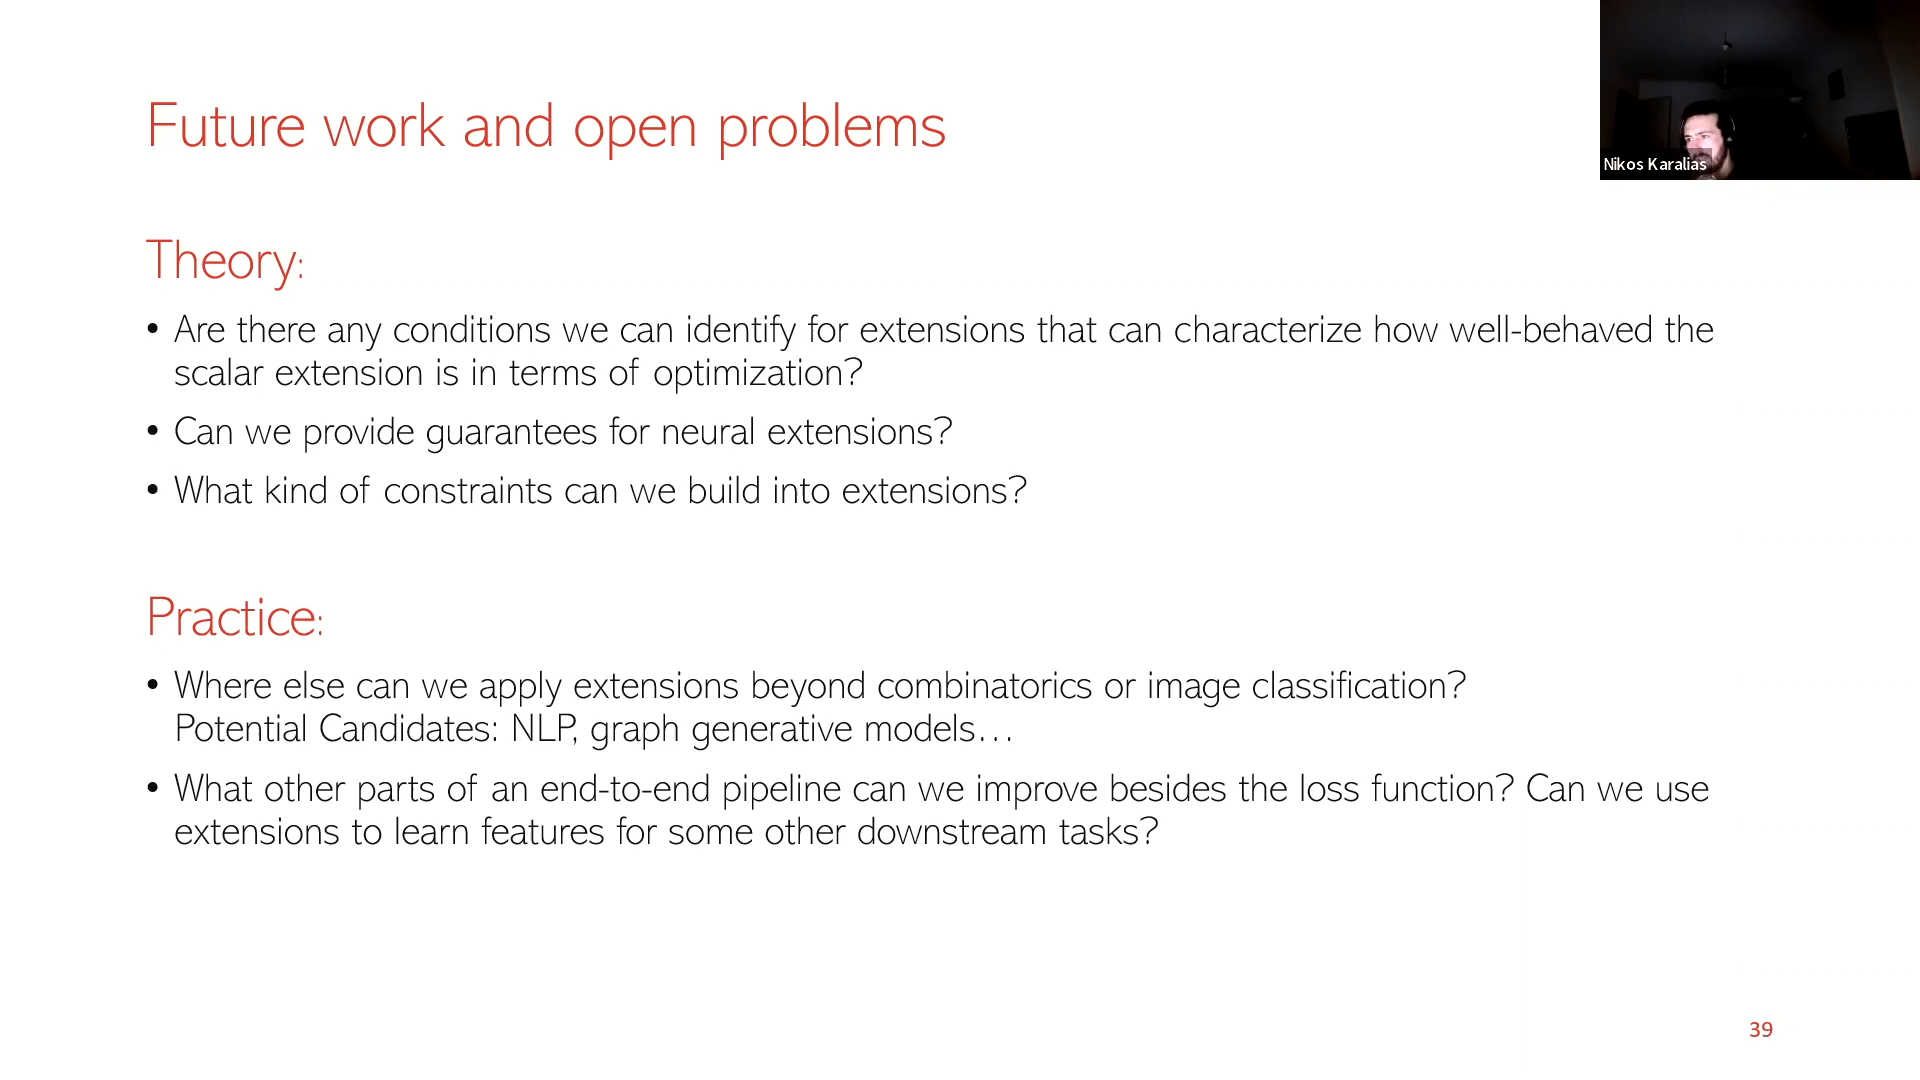 Nikos Karalias
Future work and open problems
Theory:
• Are there any conditions we can identify for extensions that can characterize how well-behaved the
scalar extension is in terms of optimization?
• Can we provide guarantees for neural extensions?
• What kind of constraints can we build into extensions?
Practice:
• Where else can we apply extensions beyond combinatorics or image classification?
Potential Candidates: NLP, graph generative models…
• What other parts of an end-to-end pipeline can we improve besides the loss function? Can we use
extensions to learn features for some other downstream tasks?
39